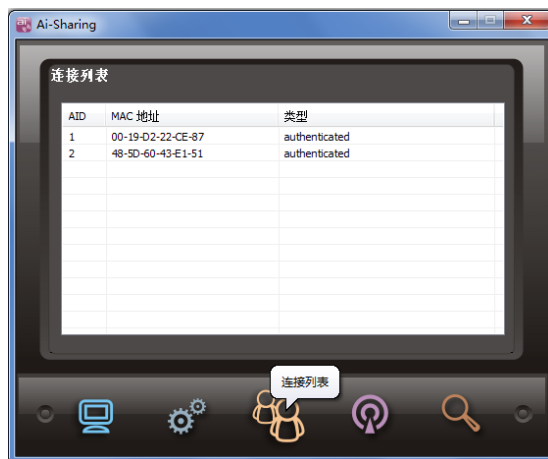 Ai-Sharing
连接列表
AID MAC 地址 类型
1 00-19-D2-22-CE-87 authenticated
2 48-5D-60-43-E1-51 authenticated
连接列表